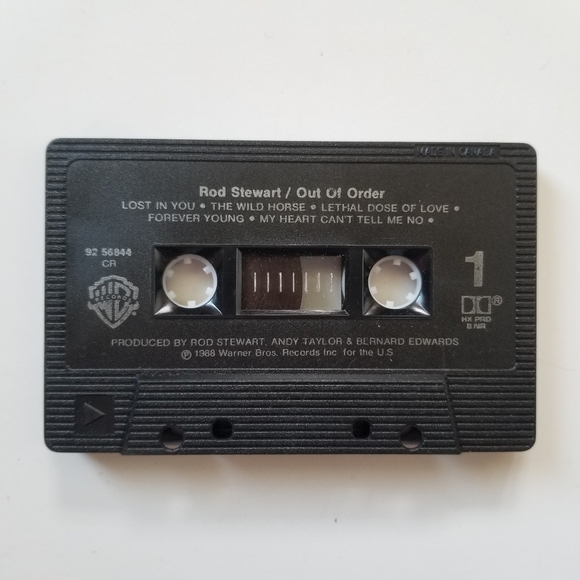 MADE IN CANADA
Rod Stewart / Out Of Order
LOST IN YOU • THE WILD HORSE • LETHAL DOSE OF LOVE •
FOREVER YOUNG • MY HEART CAN'T TELL ME NO •
92 56844
CR
1
HX PRO
B NR
PRODUCED BY ROD STEWART, ANDY TAYLOR & BERNARD EDWARDS
℗ 1988 Warner Bros. Records Inc for the U.S